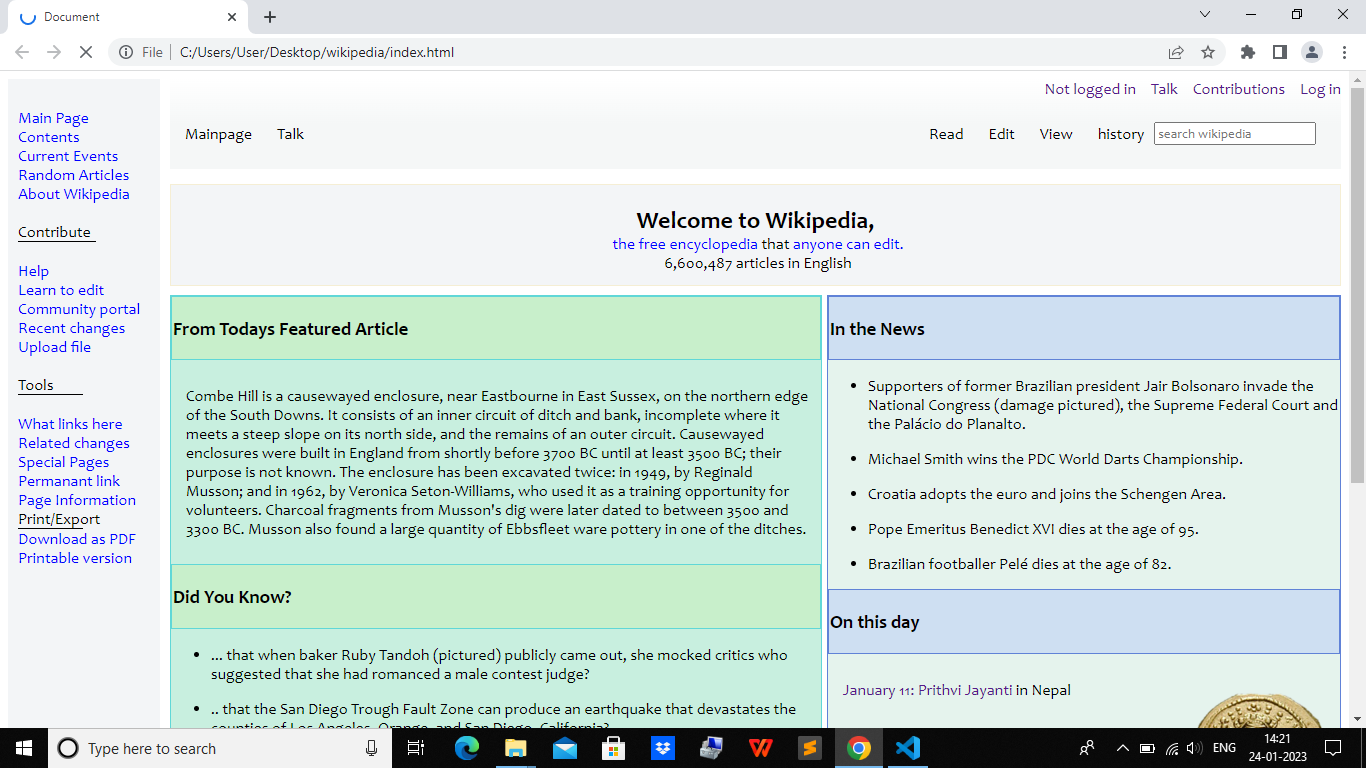 Document
File C:/Users/User/Desktop/wikipedia/index.html
Not logged in Talk Contributions Log in
Mainpage Talk Read Edit View history search wikipedia
Main Page
Contents
Current Events
Random Articles
About Wikipedia
Contribute
Help
Learn to edit
Community portal
Recent changes
Upload file
Tools
What links here
Related changes
Special Pages
Permanant link
Page Information
Print/Export
Download as PDF
Printable version
Welcome to Wikipedia,
the free encyclopedia that anyone can edit.
6,600,487 articles in English
From Todays Featured Article
Combe Hill is a causewayed enclosure, near Eastbourne in East Sussex, on the northern edge
of the South Downs. It consists of an inner circuit of ditch and bank, incomplete where it
meets a steep slope on its north side, and the remains of an outer circuit. Causewayed
enclosures were built in England from shortly before 3700 BC until at least 3500 BC; their
purpose is not known. The enclosure has been excavated twice: in 1949, by Reginald
Musson; and in 1962, by Veronica Seton-Williams, who used it as a training opportunity for
volunteers. Charcoal fragments from Musson's dig were later dated to between 3500 and
3300 BC. Musson also found a large quantity of Ebbsfleet ware pottery in one of the ditches.
Did You Know?
... that when baker Ruby Tandoh (pictured) publicly came out, she mocked critics who
suggested that she had romanced a male contest judge?
.. that the San Diego Trough Fault Zone can produce an earthquake that devastates the
counties of Los Angeles, Orange, and San Diego, California?
In the News
Supporters of former Brazilian president Jair Bolsonaro invade the
National Congress (damage pictured), the Supreme Federal Court and
the Palácio do Planalto.
Michael Smith wins the PDC World Darts Championship.
Croatia adopts the euro and joins the Schengen Area.
Pope Emeritus Benedict XVI dies at the age of 95.
Brazilian footballer Pelé dies at the age of 82.
On this day
January 11: Prithvi Jayanti in Nepal
Type here to search
ENG
14:21
24-01-2023